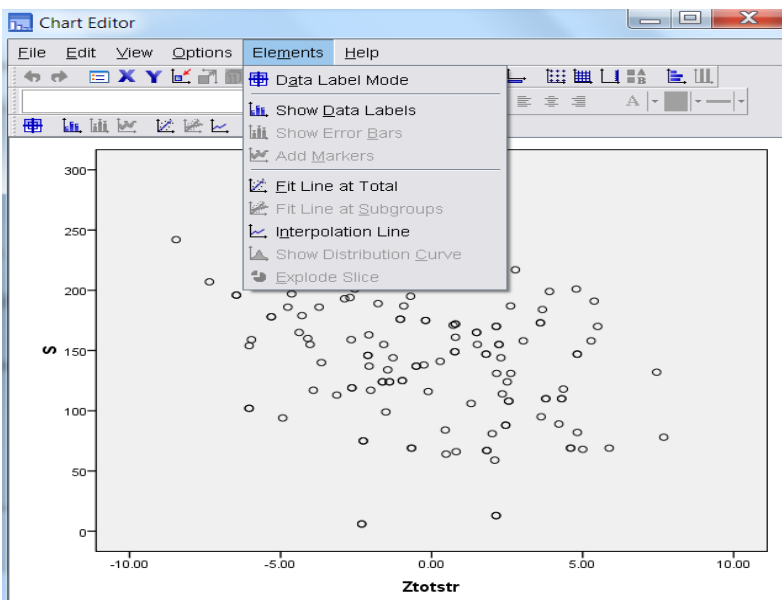 Chart Editor
File Edit View Options Elements Help
X Y
A
B
A
Data Label Mode
Show Data Labels
Show Error Bars
Add Markers
Fit Line at Total
Fit Line at Subgroups
Interpolation Line
Show Distribution Curve
Explode Slice
300
250
200
150
100
50
0
S
-10.00 -5.00 0.00 5.00 10.00
Ztotstr